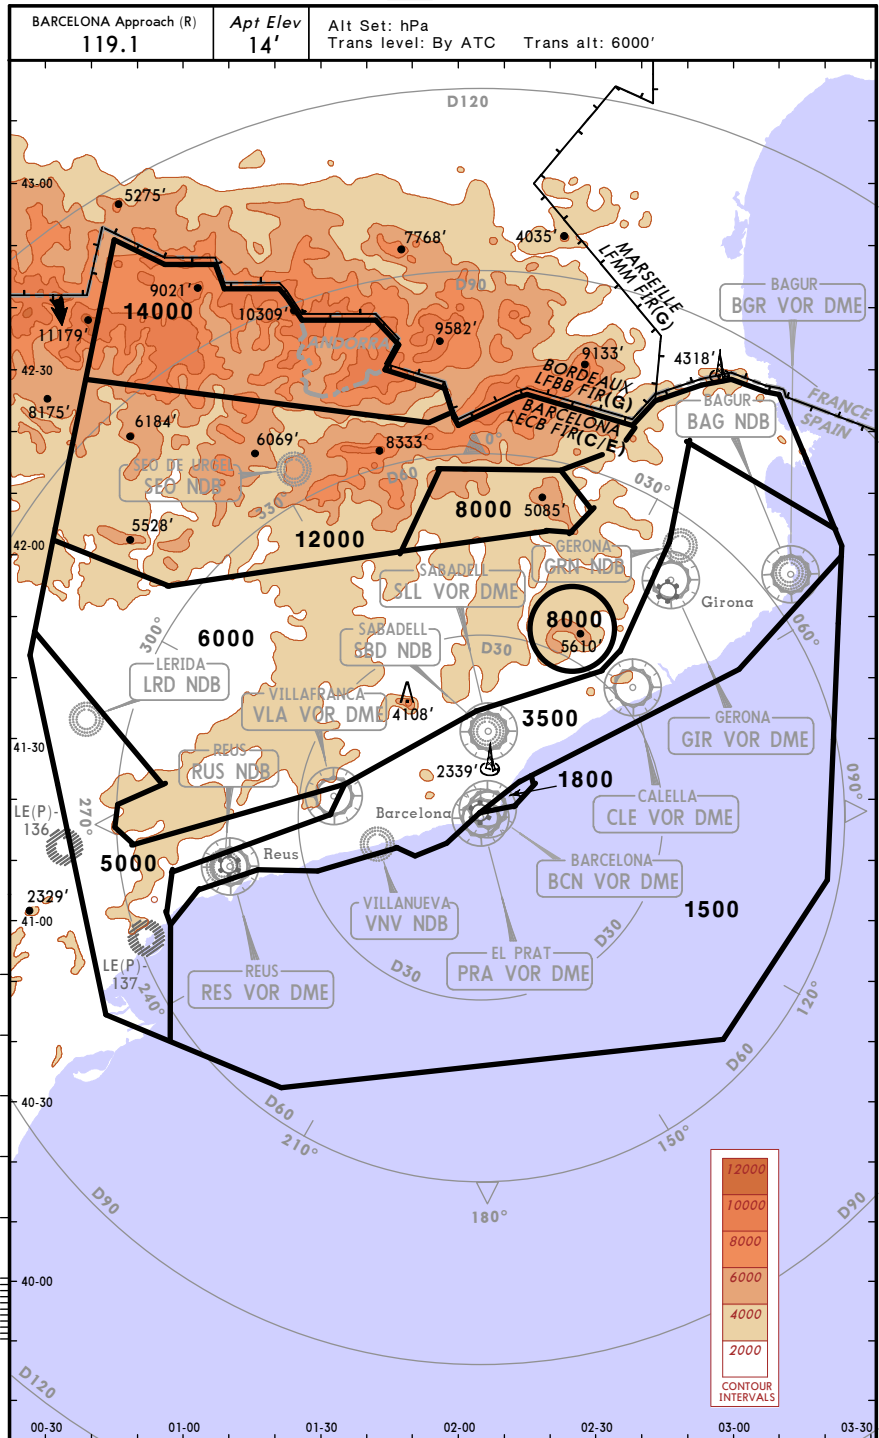 BARCELONA Approach (R)
119.1
Apt Elev
14'
Alt Set: hPa
Trans level: By ATC Trans alt: 6000'
D120
43-00
5275'
7768'
4035'
MARSEILLE
LFMM FIR(G)
D90
BAGUR
BGR VOR DME
9021'
14000
10309'
11179'
ANDORRA
9582'
9133'
4318'
42-30
BORDEAUX
LFBB FIR(G)
BARCELONA
LECB FIR(C/E)
FRANCE
SPAIN
8175'
BAGUR
BAG NDB
6184'
6069'
8333'
0°
SEO DE URGEL
SEO NDB
D60
030°
330°
5528'
12000
8000
5085'
42-00
GERONA
GRN NDB
SABADELL
SLL VOR DME
Girona
300°
6000
SABADELL
SBD NDB
8000
5610'
060°
D30
LERIDA
LRD NDB
VILLAFRANCA
VLA VOR DME
4108'
3500
GERONA
GIR VOR DME
41-30
REUS
RUS NDB
2339'
1800
090°
LE(P)-
136
270°
Barcelona
CALELLA
CLE VOR DME
5000
Reus
BARCELONA
BCN VOR DME
2329'
VILLANUEVA
VNV NDB
1500
41-00
D30
LE(P)-
137
EL PRAT
PRA VOR DME
REUS
RES VOR DME
D30
240°
120°
D60
40-30
D60
210°
150°
12000
10000
8000
6000
4000
2000
CONTOUR
INTERVALS
D90
180°
D90
40-00
D120
00-30
01-00
01-30
02-00
02-30
03-00
03-30